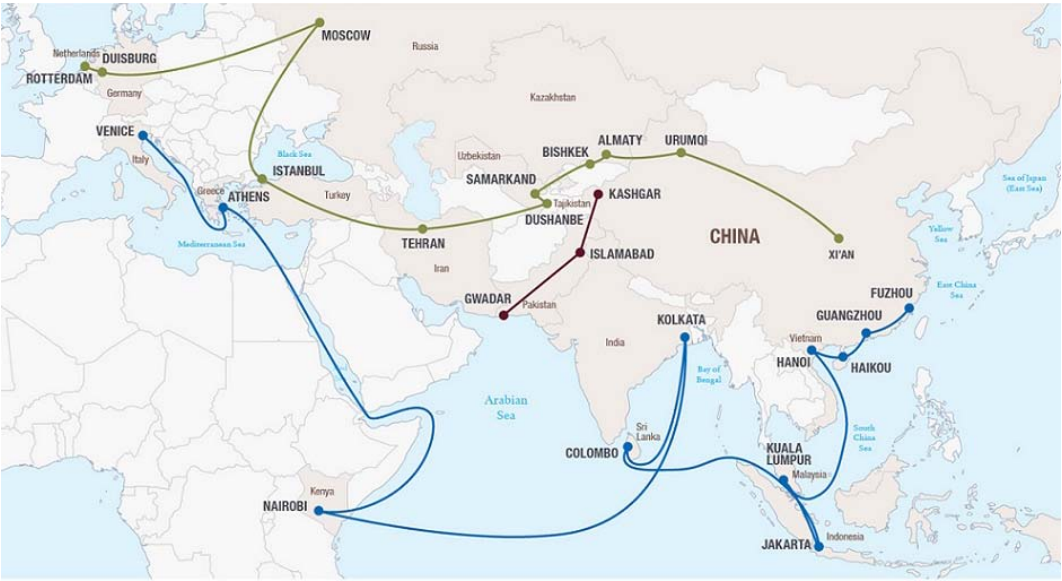 MOSCOW
Russia
Netherlands
DUISBURG
ROTTERDAM
Germany
Kazakhstan
VENICE
Italy
Black Sea
ISTANBUL
Turkey
Greece
ATHENS
Mediterranean Sea
Uzbekistan
BISHKEK
ALMATY
URUMQI
SAMARKAND
Tajikistan
DUSHANBE
KASHGAR
TEHRAN
Iran
ISLAMABAD
CHINA
XI'AN
Sea of Japan
(East Sea)
Yellow
Sea
East China
Sea
GWADAR
Pakistan
FUZHOU
GUANGZHOU
KOLKATA
India
Vietnam
HANOI
HAIKOU
Bay of
Bengal
Arabian
Sea
Sri
Lanka
COLOMBO
South
China
Sea
KUALA
LUMPUR
Malaysia
Kenya
NAIROBI
JAKARTA
Indonesia